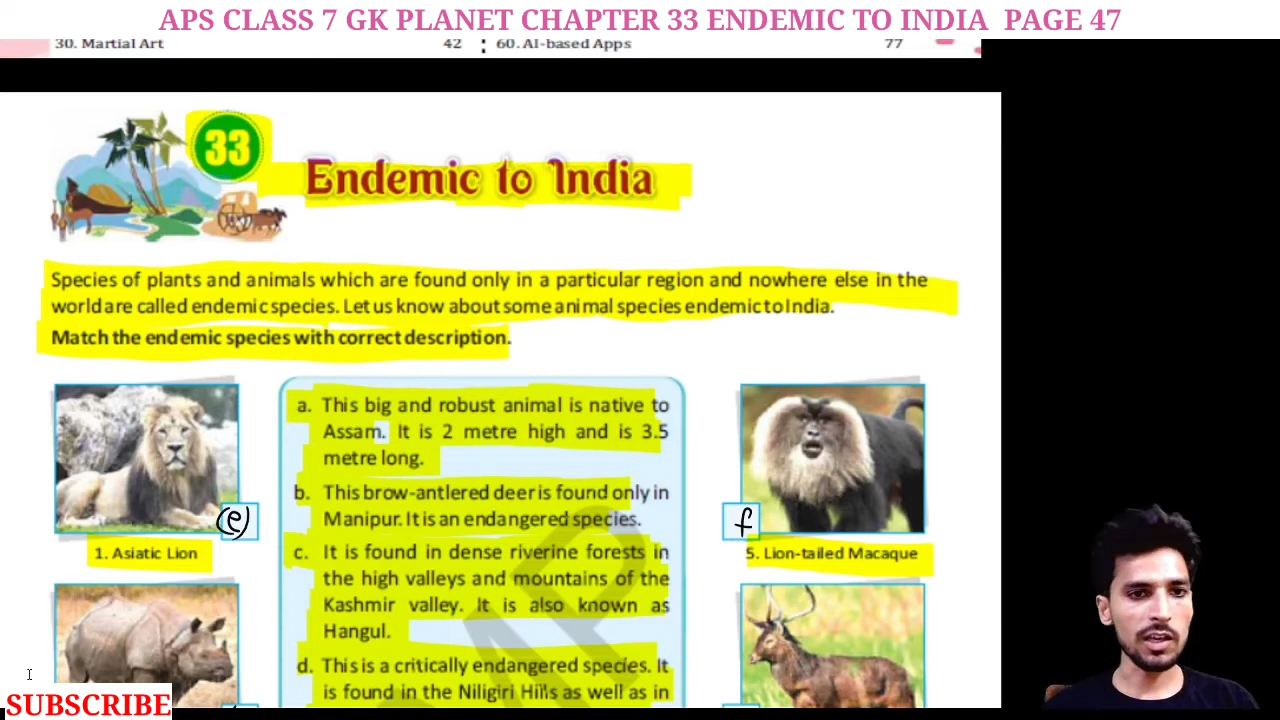 APS CLASS 7 GK PLANET CHAPTER 33 ENDEMIC TO INDIA PAGE 47
30. Martial Art 42 60. AI-based Apps 77
33
Endemic to India
Species of plants and animals which are found only in a particular region and nowhere else in the
world are called endemic species. Let us know about some animal species endemic to India.
Match the endemic species with correct description.
a. This big and robust animal is native to
Assam. It is 2 metre high and is 3.5
metre long.
b. This brow-antlered deer is found only in
Manipur. It is an endangered species.
c. It is found in dense riverine forests in
the high valleys and mountains of the
Kashmir valley. It is also known as
Hangul.
d. This is a critically endangered species. It
is found in the Niligiri Hills as well as in
(e)
1. Asiatic Lion
f
5. Lion-tailed Macaque
MP
SUBSCRIBE